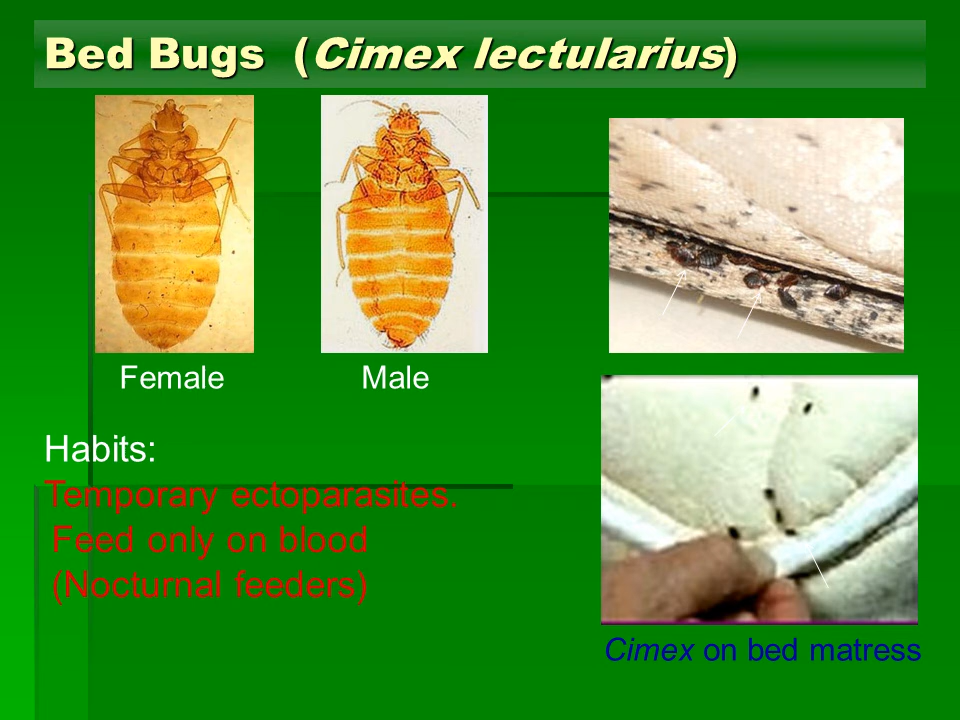 Bed Bugs (Cimex lectularius)
Female
Male
Habits:
Temporary ectoparasites.
Feed only on blood
(Nocturnal feeders)
Cimex on bed matress